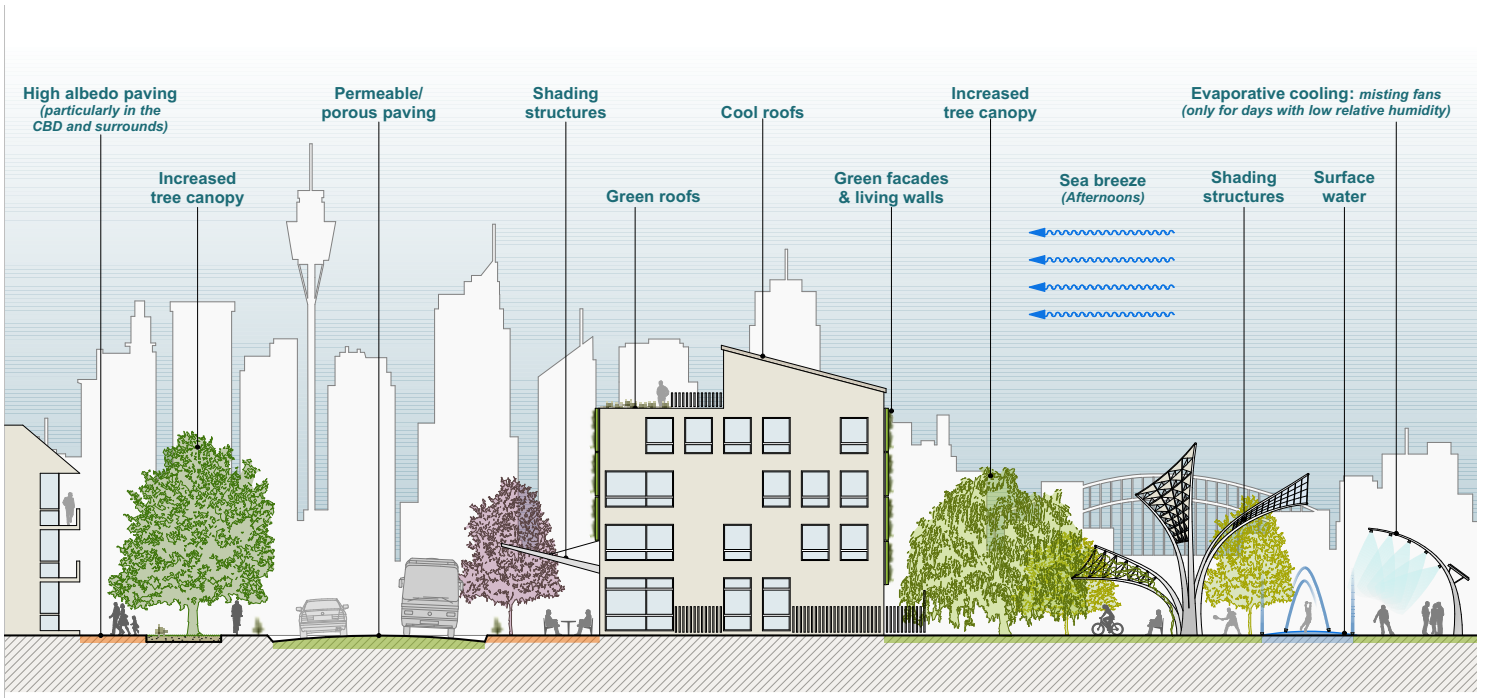 High albedo paving
(particularly in the
CBD and surrounds)
Increased
tree canopy
Permeable/
porous paving
Shading
structures
Green roofs
Cool roofs
Green facades
& living walls
Increased
tree canopy
Sea breeze
(Afternoons)
Evaporative cooling: misting fans
(only for days with low relative humidity)
Shading
structures
Surface
water